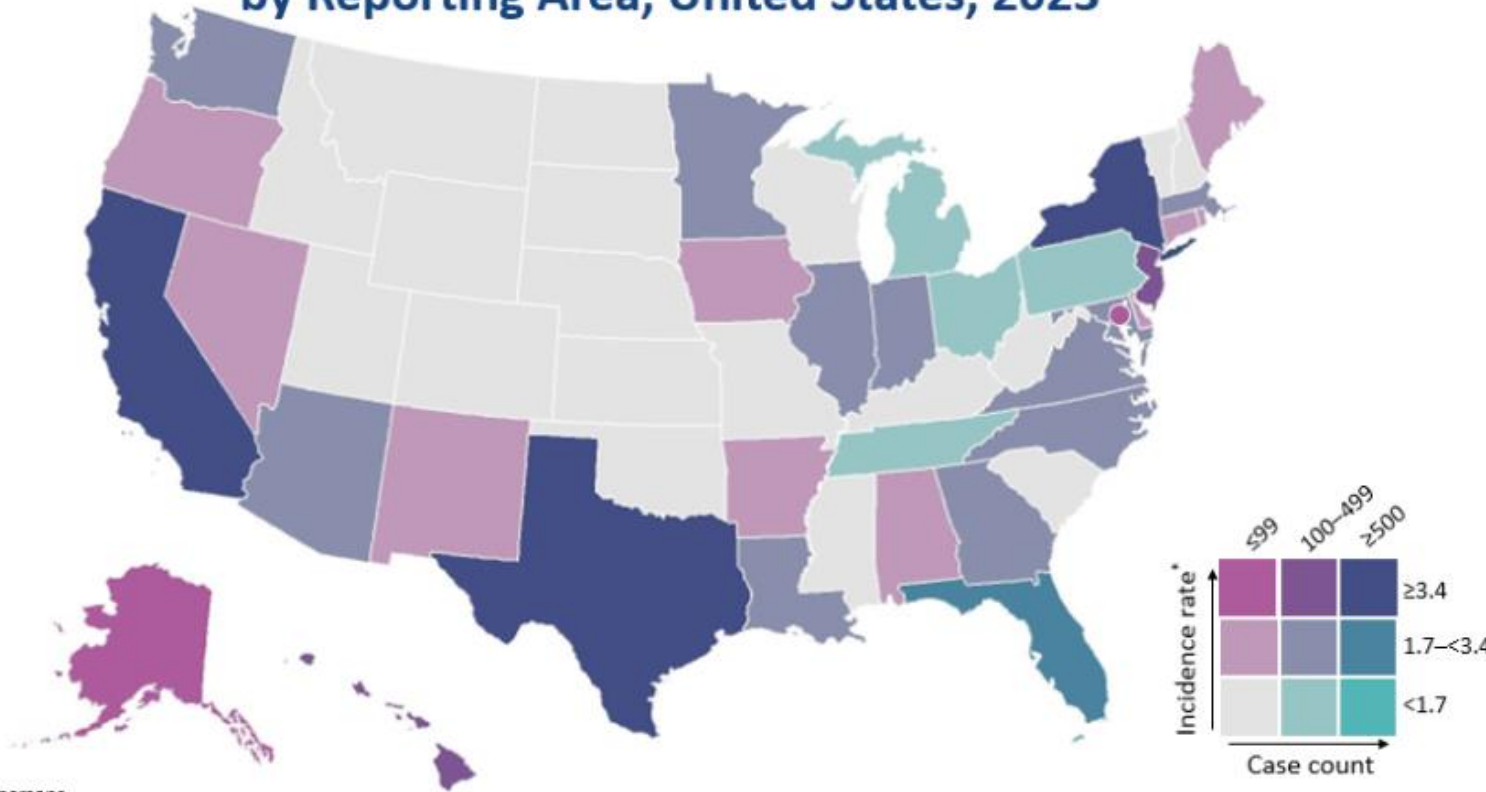 by Reporting Area, United States, 2023
≤99
100–499
≥500
Incidence rate*
≥3.4
1.7–<3.4
<1.7
Case count